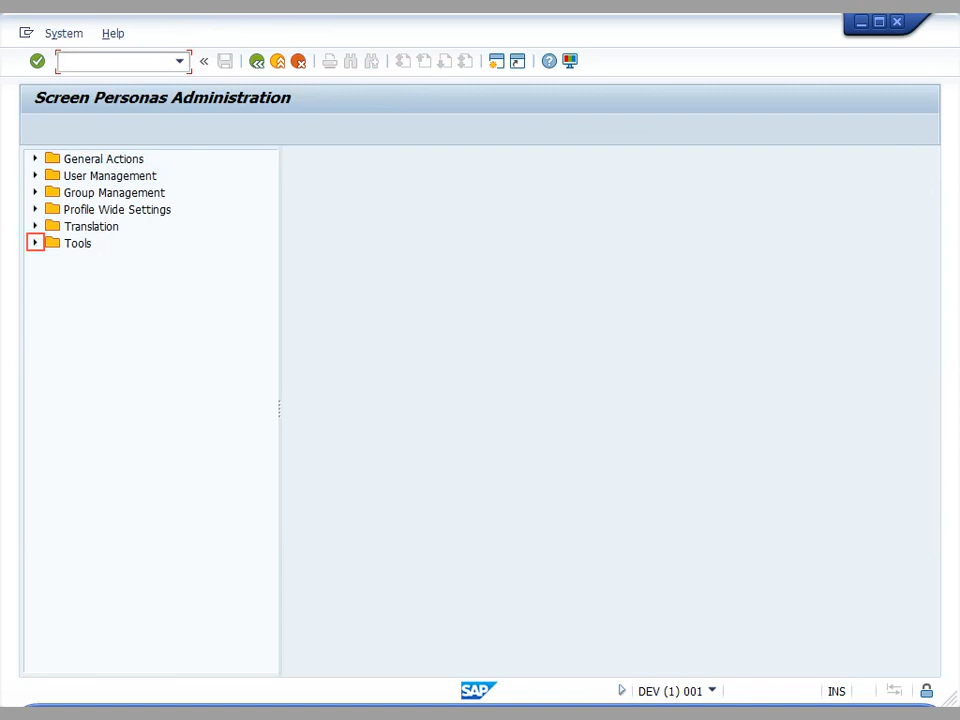 System Help
Screen Personas Administration
General Actions
User Management
Group Management
Profile Wide Settings
Translation
Tools
SAP
DEV (1) 001
INS